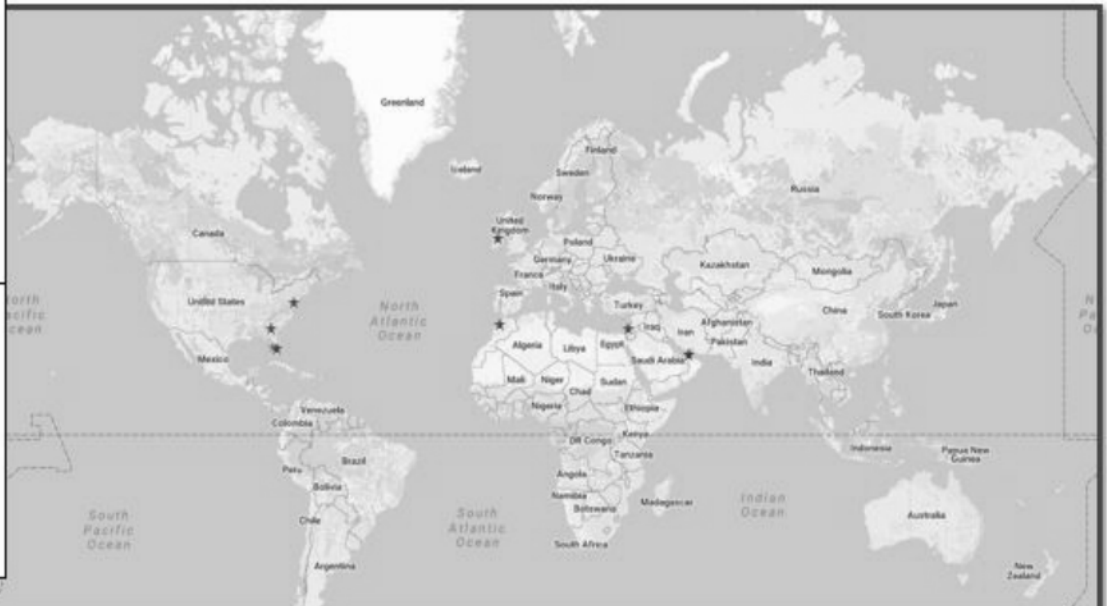 Greenland
Iceland
Finland
Sweden
Norway
Russia
United
Kingdom
Canada
Poland
Germany
Ukraine
Kazakhstan
Mongolia
France
Italy
Spain
United States
Turkey
North
Atlantic
Ocean
China
Japan
South Korea
Afghanistan
Iraq
Iran
Pakistan
Algeria
Libya
Egypt
Saudi Arabia
India
Mexico
Thailand
Mali
Niger
Chad
Sudan
Nigeria
Ethiopia
Venezuela
Colombia
DR Congo
Kenya
Tanzania
Indonesia
Papua New
Guinea
Brazil
Peru
Bolivia
Angola
Namibia
Botswana
Madagascar
Indian
Ocean
South
Pacific
Ocean
South
Atlantic
Ocean
Chile
Australia
South Africa
Argentina
New
Zealand